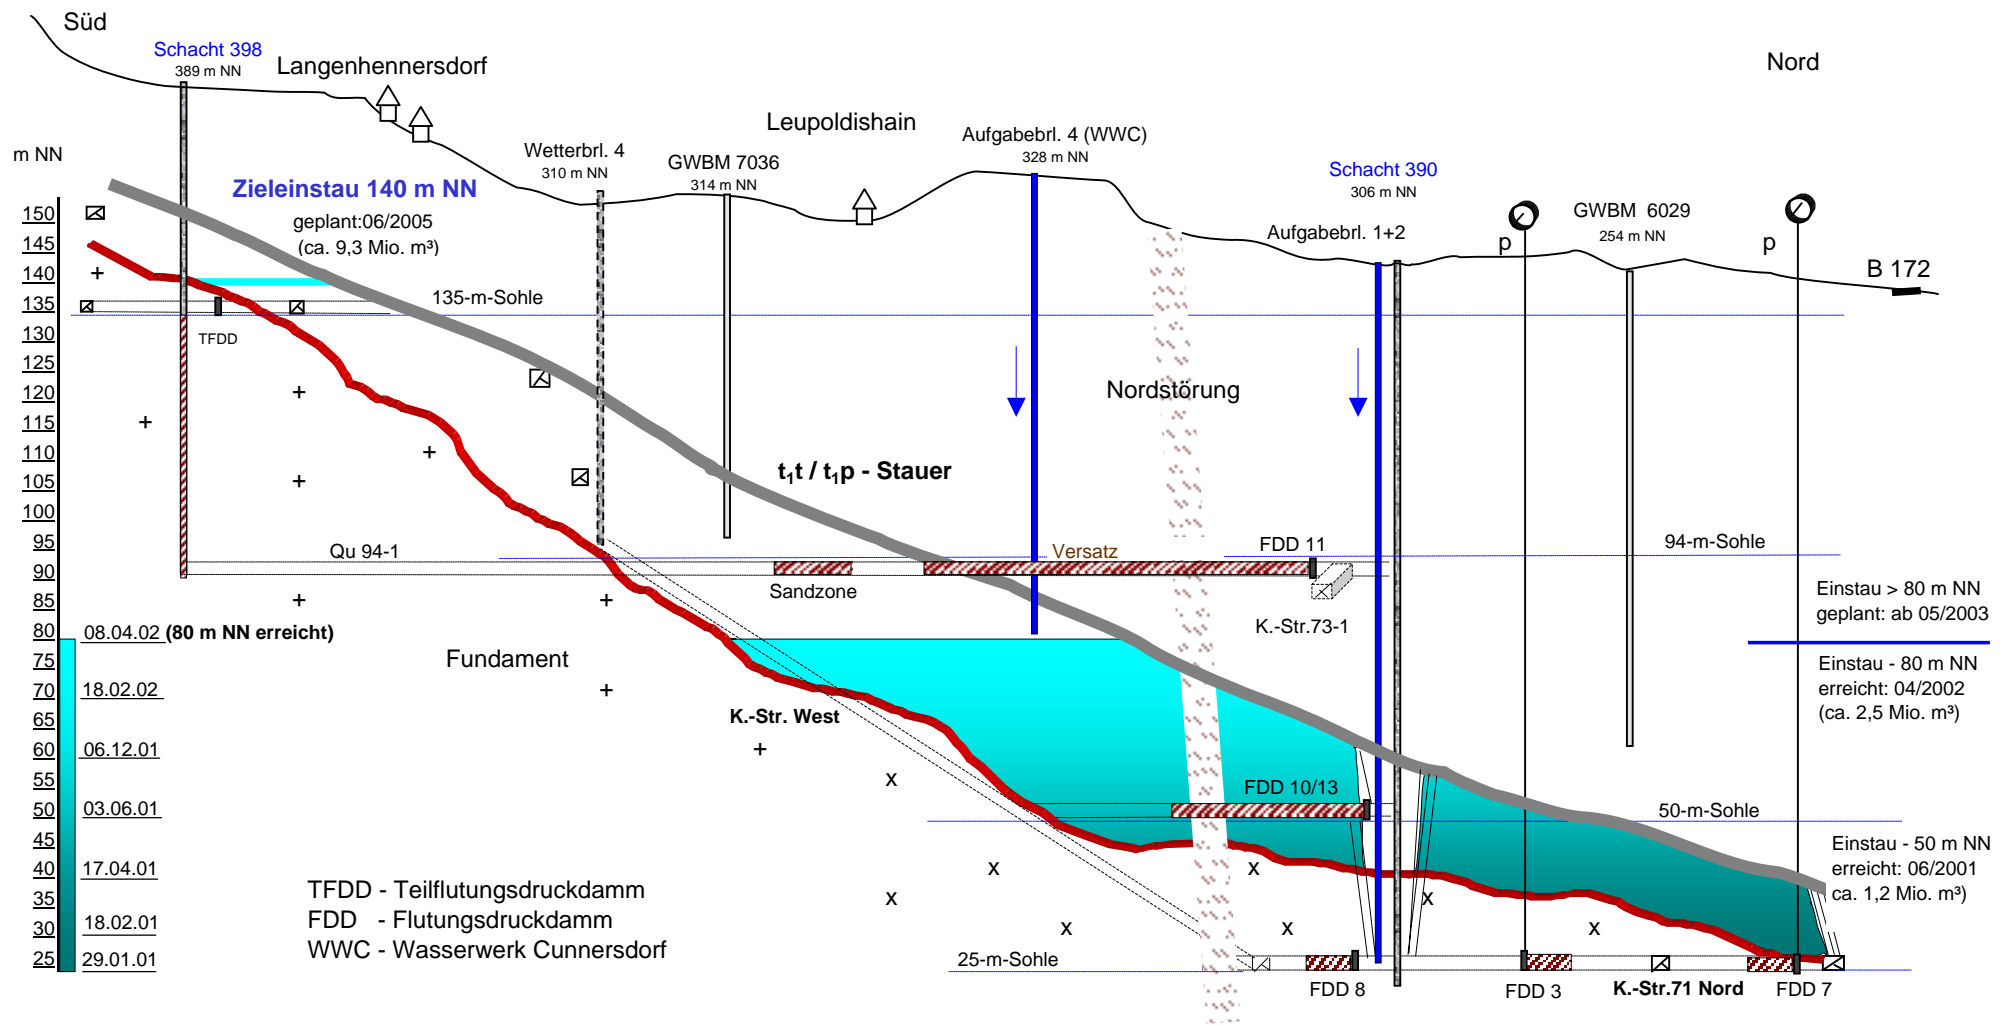 Süd
Schacht 398
389 m NN
Langenhennersdorf
Nord
Leupoldishain
Aufgabebrl. 4 (WWC)
328 m NN
Wetterbrl. 4
310 m NN
GWBM 7036
314 m NN
Schacht 390
306 m NN
m NN
Zieleinstau 140 m NN
geplant:06/2005
(ca. 9,3 Mio. m³)
Aufgabebrl. 1+2
p
GWBM 6029
254 m NN
p
B 172
150
145
140
135
130
125
120
115
110
105
100
95
90
85
80
75
70
65
60
55
50
45
40
35
30
25
135-m-Sohle
TFDD
Nordstörung
t₁t / t₁p - Stauer
Qu 94-1
Versatz
FDD 11
94-m-Sohle
Sandzone
K.-Str.73-1
Einstau > 80 m NN
geplant: ab 05/2003
08.04.02 (80 m NN erreicht)
Fundament
Einstau - 80 m NN
erreicht: 04/2002
(ca. 2,5 Mio. m³)
18.02.02
K.-Str. West
06.12.01
FDD 10/13
50-m-Sohle
03.06.01
Einstau - 50 m NN
erreicht: 06/2001
ca. 1,2 Mio. m³)
17.04.01
TFDD - Teilflutungsdruckdamm
FDD - Flutungsdruckdamm
WWC - Wasserwerk Cunnersdorf
18.02.01
29.01.01
25-m-Sohle
FDD 8
FDD 3
K.-Str.71 Nord
FDD 7